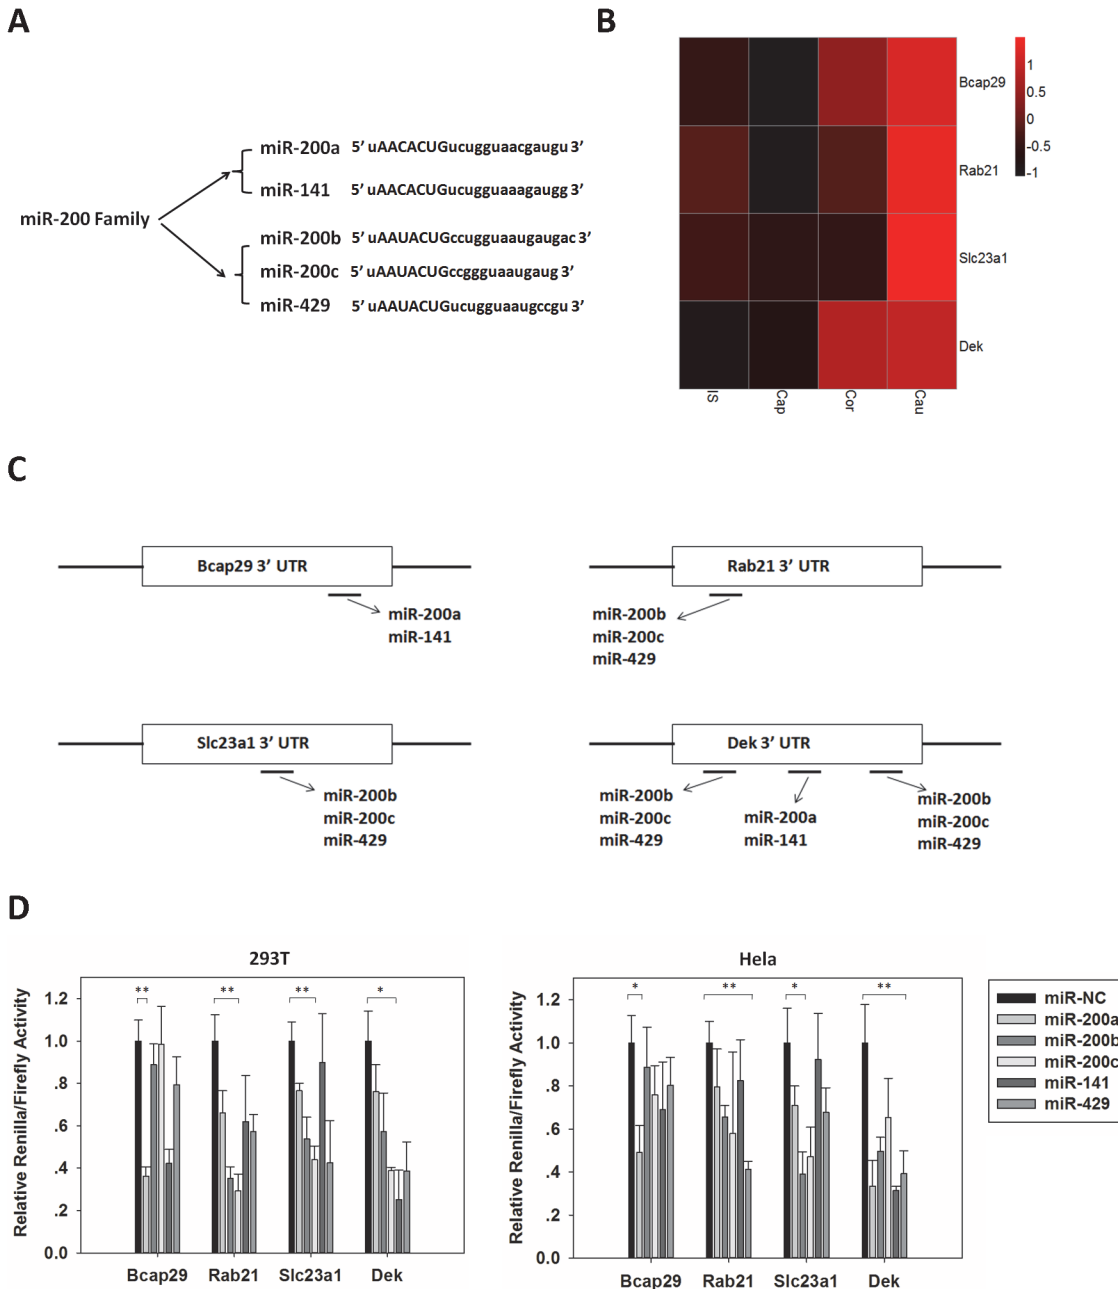 A
miR-200 Family
miR-200a 5’ uAACACUGucugguaacgaugu 3’
miR-141 5’ uAACACUGucugguaaagaugg 3’
miR-200b 5’ uAAUACUGccugguaaugaugac 3’
miR-200c 5’ uAAUACUGccggguaaugaug 3’
miR-429 5’ uAAUACUGucugguaaugccgu 3’
B
Bcap29
Rab21
Slc23a1
Dek
IS
Cap
Cor
Cau
1
0.5
0
-0.5
-1
C
Bcap29 3’ UTR
miR-200a
miR-141
Rab21 3’ UTR
miR-200b
miR-200c
miR-429
Slc23a1 3’ UTR
miR-200b
miR-200c
miR-429
Dek 3’ UTR
miR-200b
miR-200c
miR-429
miR-200a
miR-141
miR-200b
miR-200c
miR-429
D
293T
Relative Renilla/Firefly Activity
1.2
1.0
.8
.6
.4
.2
0.0
**
**
**
*
Bcap29
Rab21
Slc23a1
Dek
Hela
Relative Renilla/Firefly Activity
1.2
1.0
.8
.6
.4
.2
0.0
*
**
*
**
Bcap29
Rab21
Slc23a1
Dek
miR-NC
miR-200a
miR-200b
miR-200c
miR-141
miR-429